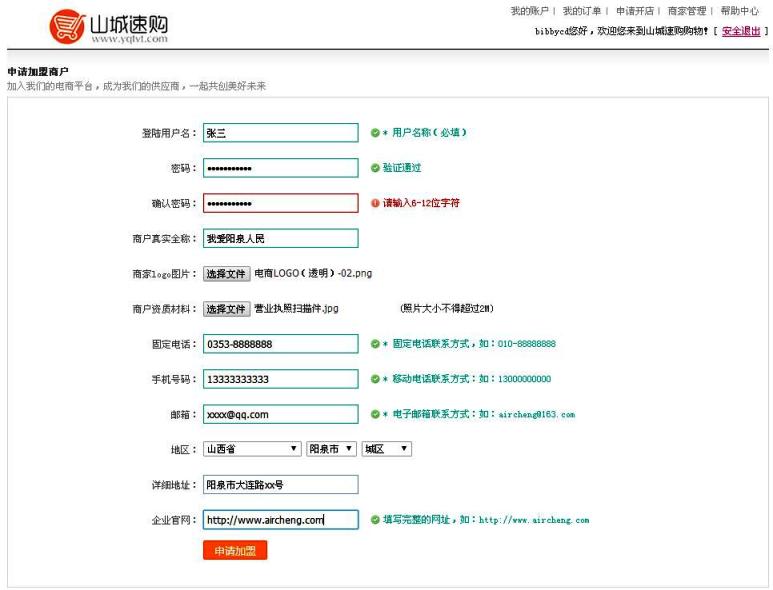 山城速购
www.yqlvt.com
我的账户 | 我的订单 | 申请开店 | 商家管理 | 帮助中心
bibbycd您好，欢迎您来到山城速购购物！[ 安全退出 ]
申请加盟商户
加入我们的电商平台，成为我们的供应商，一起共创美好未来
登陆用户名： 张三 * 用户名称（必填）
密码： ••••••••••• 验证通过
确认密码： ••••••••••• 请输入6-12位字符
商户真实全称： 我爱阳泉人民
商家logo图片： 选择文件 电商LOGO（透明）-02.png
商户资质材料： 选择文件 营业执照扫描件.jpg (照片大小不得超过2M)
固定电话： 0353-8888888 * 固定电话联系方式，如：010-88888888
手机号码： 13333333333 * 移动电话联系方式：如：13000000000
邮箱： xxxx@qq.com * 电子邮箱联系方式：如：aircheng@163.com
地区： 山西省 阳泉市 城区
详细地址： 阳泉市大连路xx号
企业官网： http://www.aircheng.com 填写完整的网址，如：http://www.aircheng.com
申请加盟